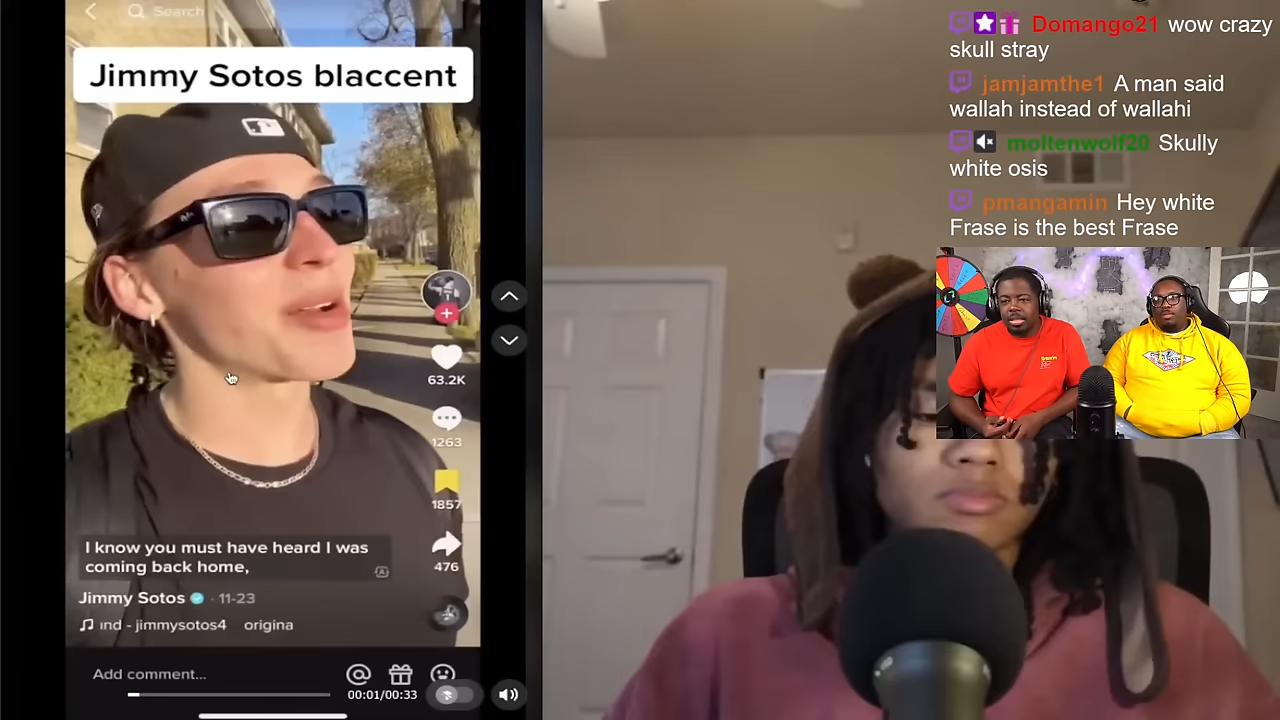 Search
Jimmy Sotos blaccent
63.2K
1263
1857
476
I know you must have heard I was
coming back home,
Jimmy Sotos · 11-23
ind - jimmysotos4 origina
Add comment...
00:01/00:33
Domango21 wow crazy
skull stray
jamjamthe1 A man said
wallah instead of wallahi
moltenwolf20 Skully
white osis
pmangamin Hey white
Frase is the best Frase